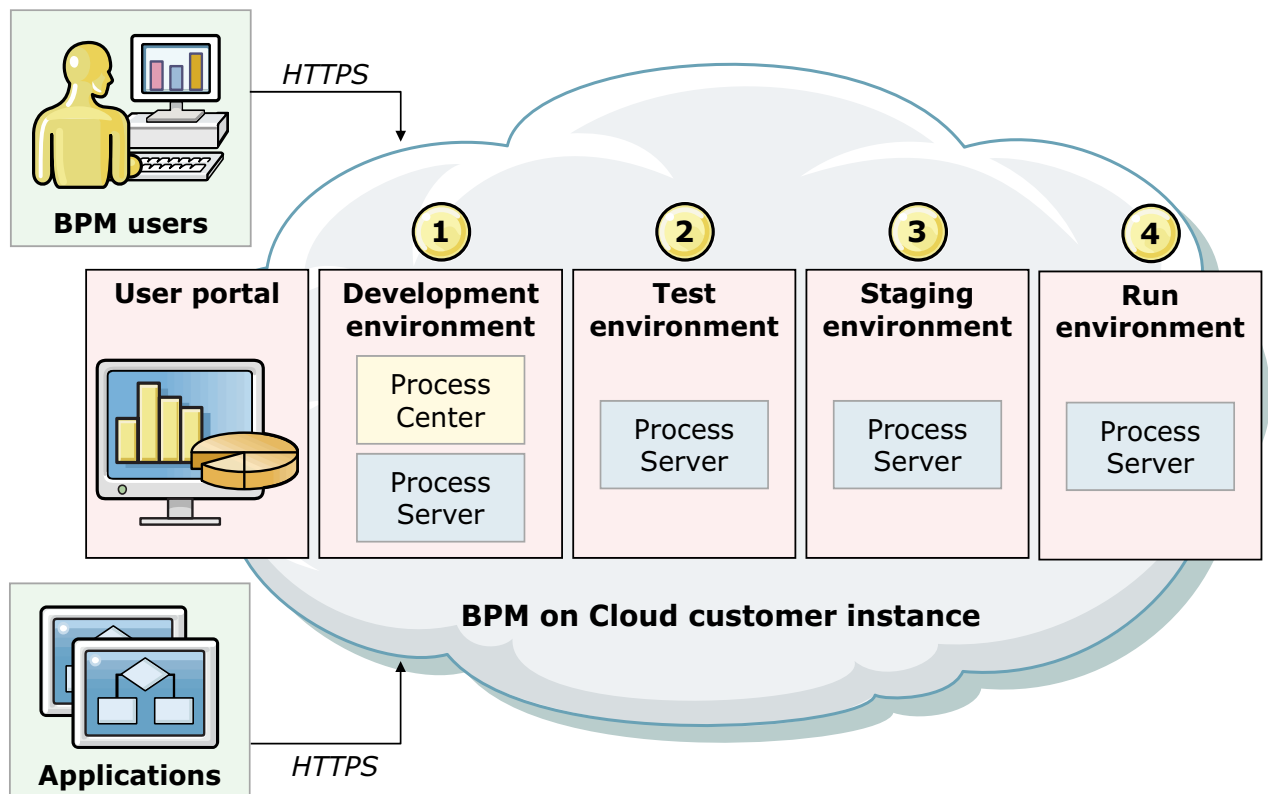 HTTPS
BPM users
1
2
3
4
User portal
Development
environment
Process
Center
Process
Server
Test
environment
Process
Server
Staging
environment
Process
Server
Run
environment
Process
Server
BPM on Cloud customer instance
Applications
HTTPS